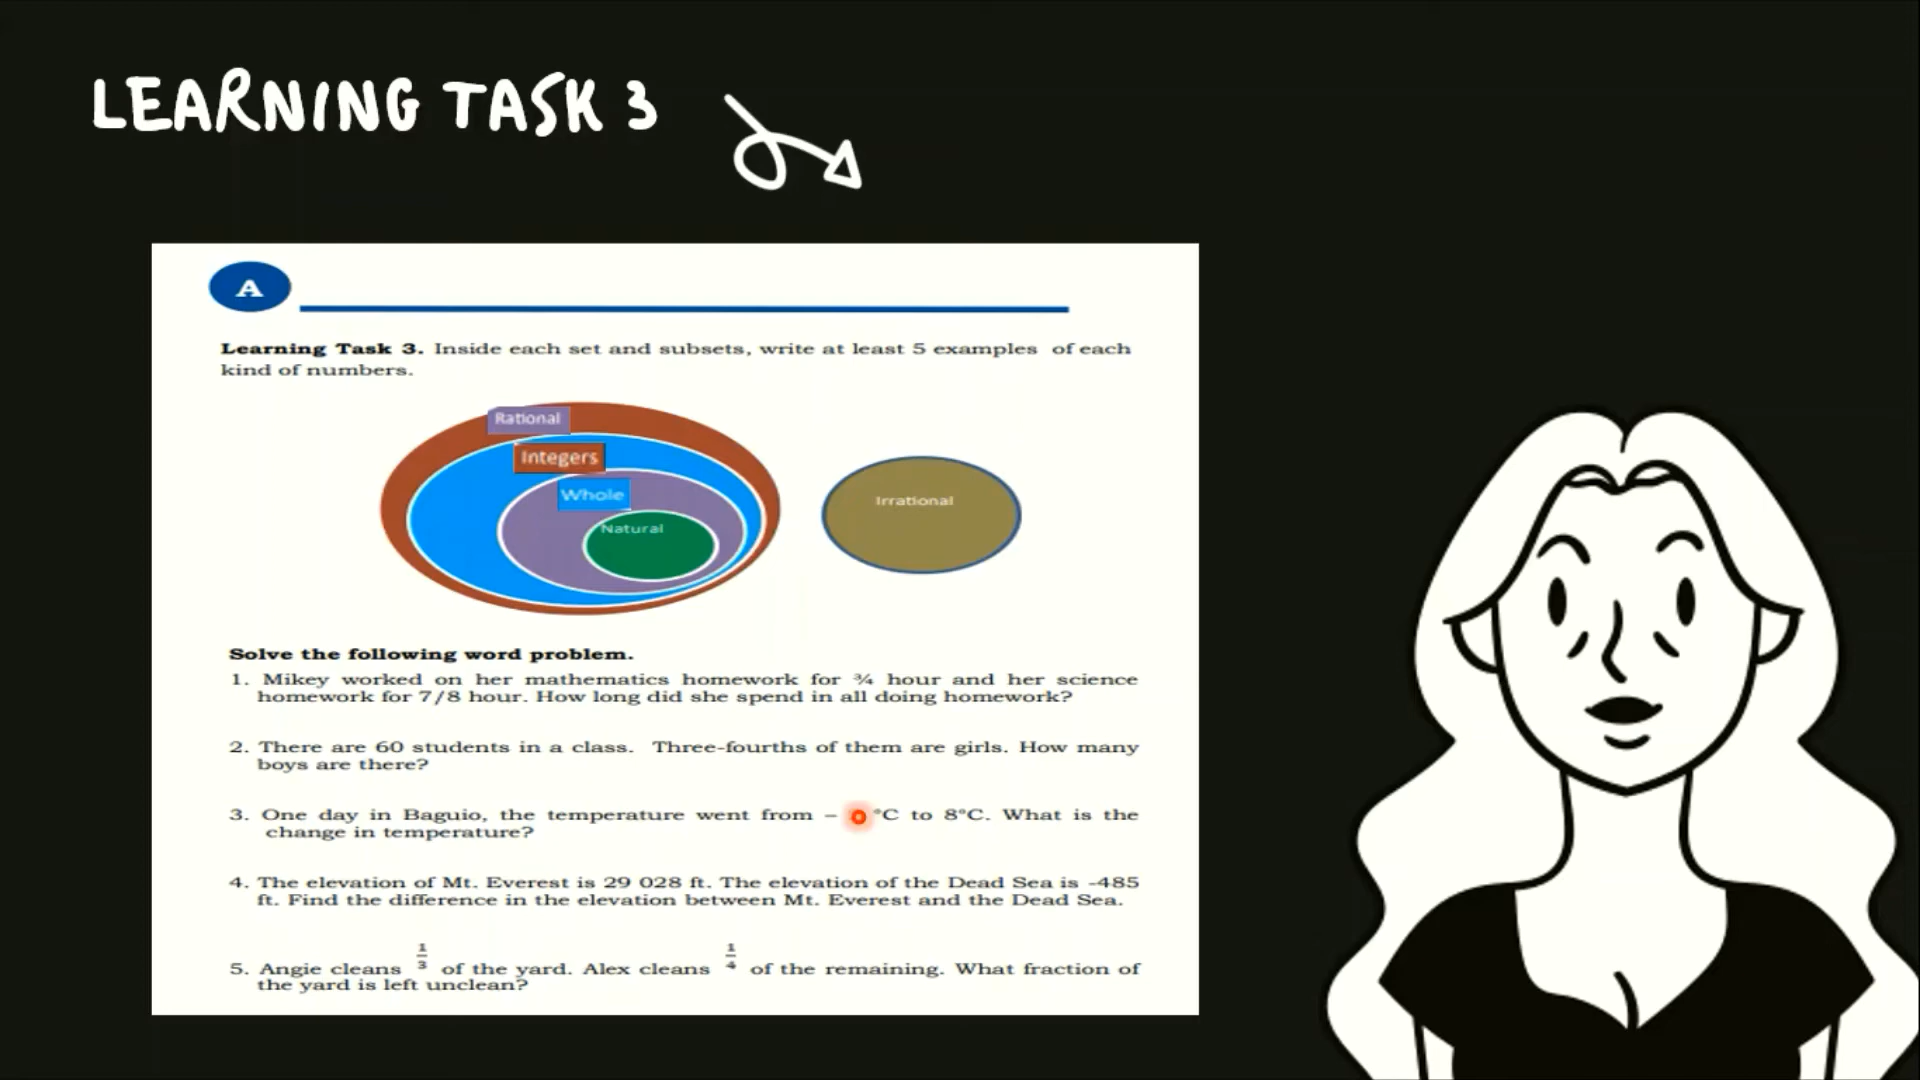 LEARNING TASK 3
A
Learning Task 3. Inside each set and subsets, write at least 5 examples of each
kind of numbers.
Rational
Integers
Whole
Natural
Irrational
Solve the following word problem.
1. Mikey worked on her mathematics homework for ¾ hour and her science
homework for 7/8 hour. How long did she spend in all doing homework?
2. There are 60 students in a class. Three-fourths of them are girls. How many
boys are there?
3. One day in Baguio, the temperature went from – °C to 8°C. What is the
change in temperature?
4. The elevation of Mt. Everest is 29 028 ft. The elevation of the Dead Sea is -485
ft. Find the difference in the elevation between Mt. Everest and the Dead Sea.
5. Angie cleans 1/3 of the yard. Alex cleans 1/4 of the remaining. What fraction of
the yard is left unclean?